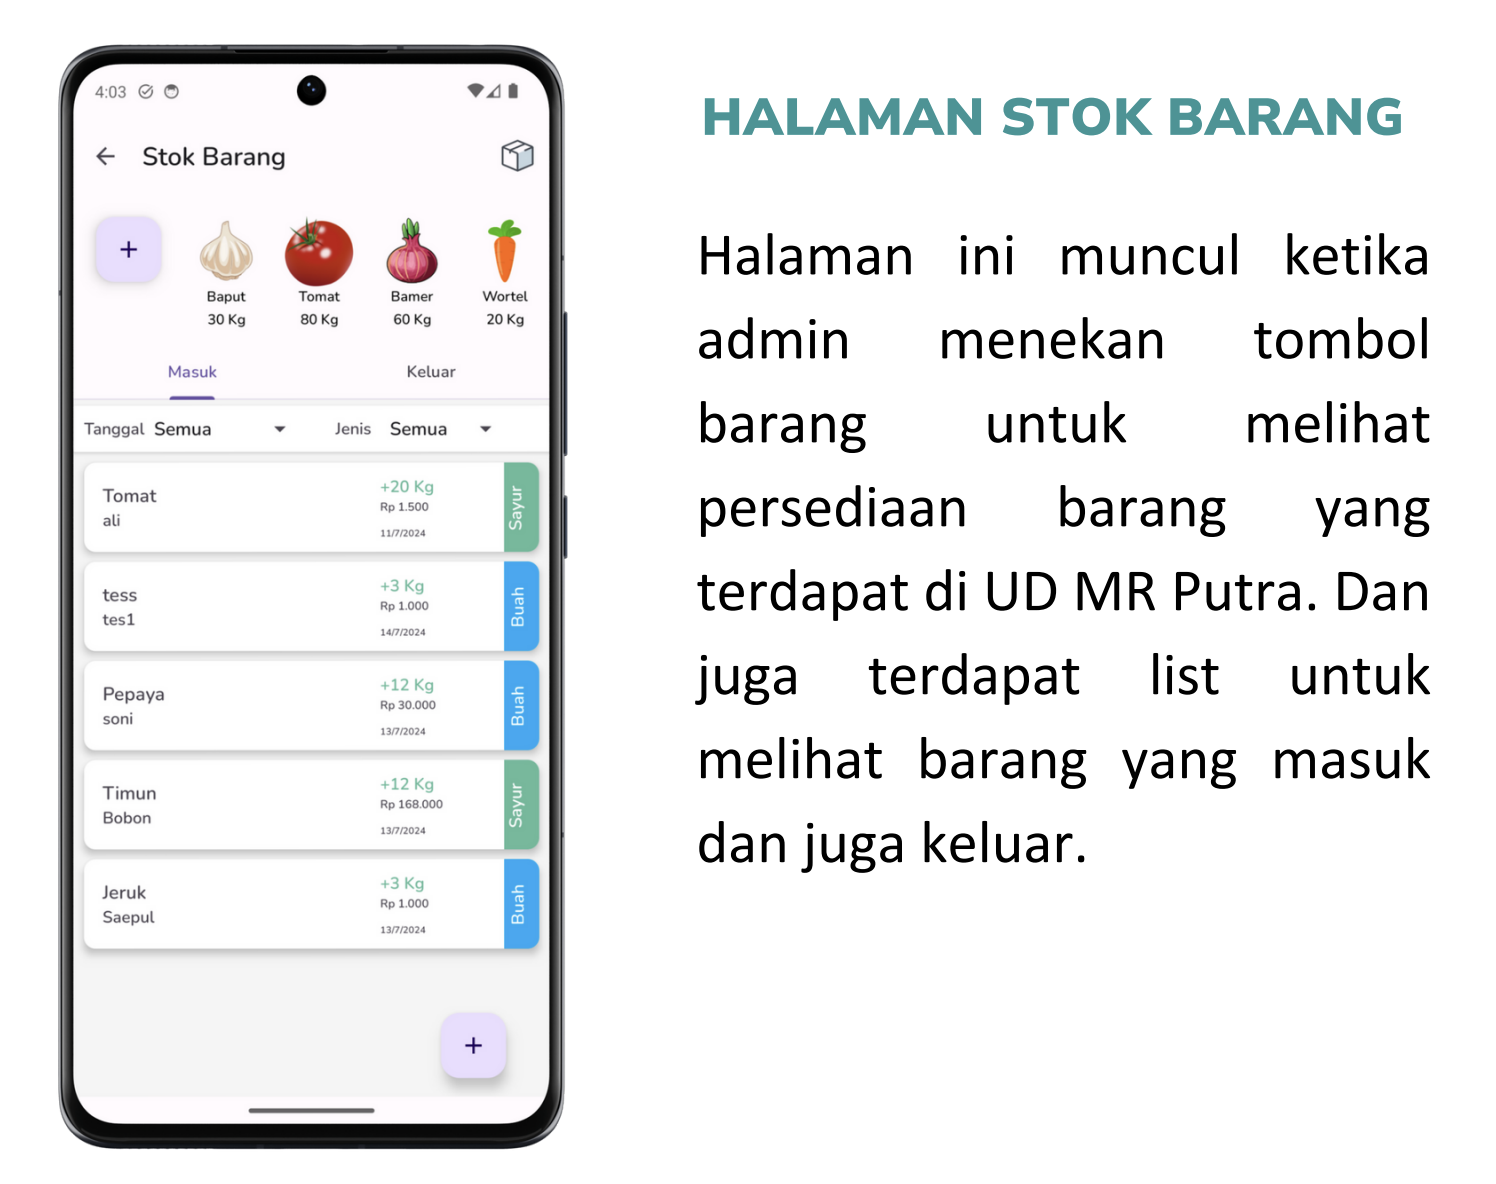 4:03
Stok Barang
+
Baput
30 Kg
Tomat
80 Kg
Bamer
60 Kg
Wortel
20 Kg
Masuk
Keluar
Tanggal Semua
Jenis Semua
Tomat
ali
+20 Kg
Rp 1.500
11/7/2024
Sayur
tess
tes1
+3 Kg
Rp 1.000
14/7/2024
Buah
Pepaya
soni
+12 Kg
Rp 30.000
13/7/2024
Buah
Timun
Bobon
+12 Kg
Rp 168.000
13/7/2024
Sayur
Jeruk
Saepul
+3 Kg
Rp 1.000
13/7/2024
Buah
+
HALAMAN STOK BARANG
Halaman ini muncul ketika
admin menekan tombol
barang untuk melihat
persediaan barang yang
terdapat di UD MR Putra. Dan
juga terdapat list untuk
melihat barang yang masuk
dan juga keluar.